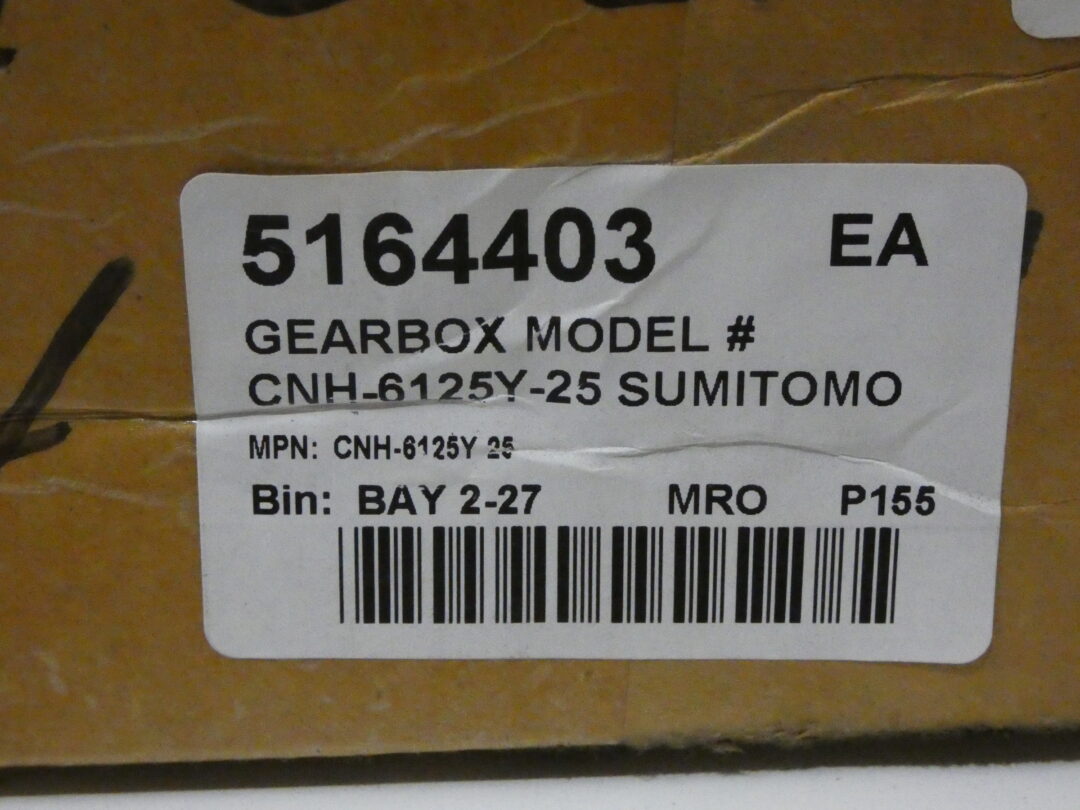 5164403 EA
GEARBOX MODEL #
CNH-6125Y-25 SUMITOMO
MPN: CNH-6125Y 25
Bin: BAY 2-27 MRO P155